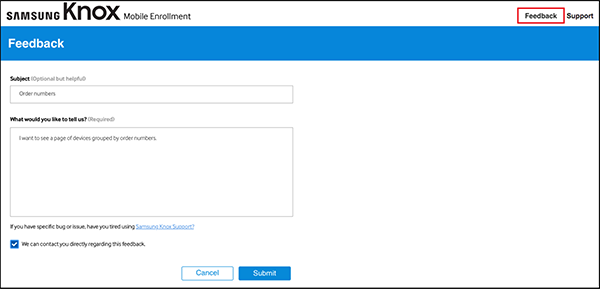 SAMSUNG Knox Mobile Enrollment Feedback Support
Feedback
Subject (Optional but helpful)
Order numbers
What would you like to tell us? (Required)
I want to see a page of devices grouped by order numbers.
If you have specific bug or issue, have you tired using Samsung Knox Support?
We can contact you directly regarding this feedback.
Cancel Submit